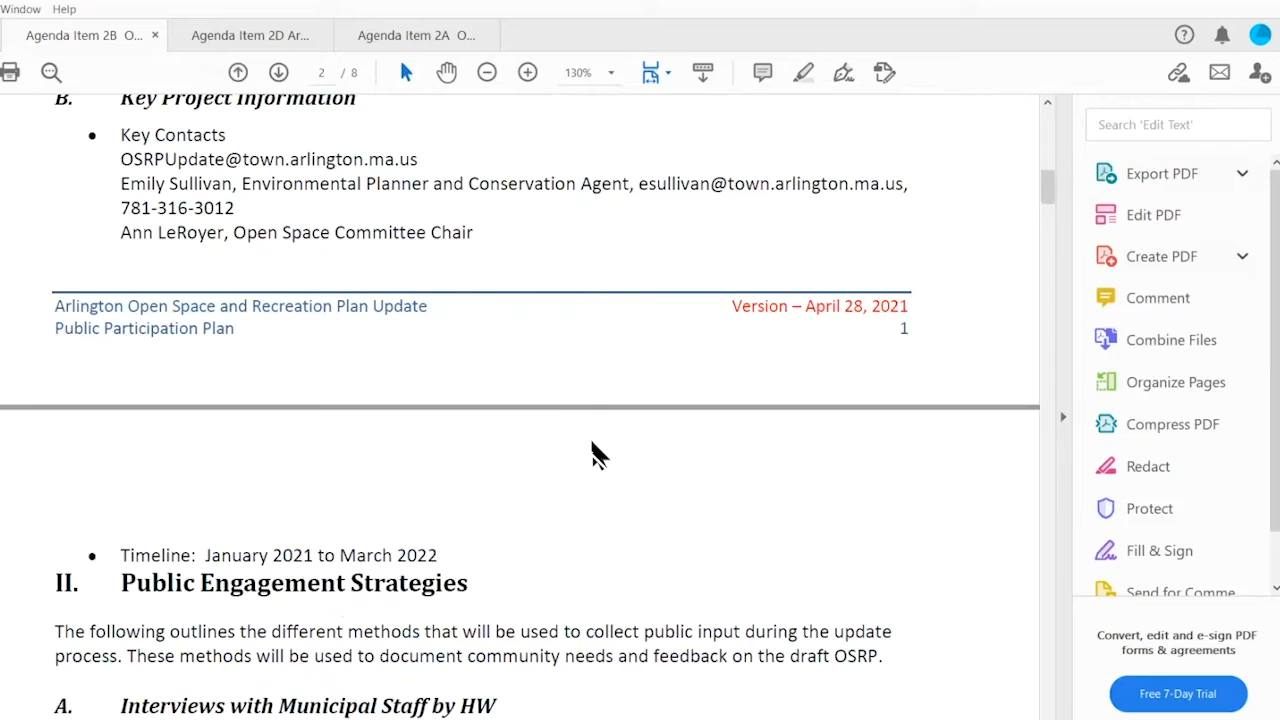 Window Help
Agenda Item 2B O... ×
Agenda Item 2D Ar...
Agenda Item 2A O...
2 / 8
130%
B. Key Project Information
• Key Contacts
OSRPUpdate@town.arlington.ma.us
Emily Sullivan, Environmental Planner and Conservation Agent, esullivan@town.arlington.ma.us,
781-316-3012
Ann LeRoyer, Open Space Committee Chair
Arlington Open Space and Recreation Plan Update Version – April 28, 2021
Public Participation Plan 1
• Timeline: January 2021 to March 2022
II. Public Engagement Strategies
The following outlines the different methods that will be used to collect public input during the update
process. These methods will be used to document community needs and feedback on the draft OSRP.
A. Interviews with Municipal Staff by HW
Search 'Edit Text'
Export PDF
Edit PDF
Create PDF
Comment
Combine Files
Organize Pages
Compress PDF
Redact
Protect
Fill & Sign
Send for Comme
Convert, edit and e-sign PDF
forms & agreements
Free 7-Day Trial